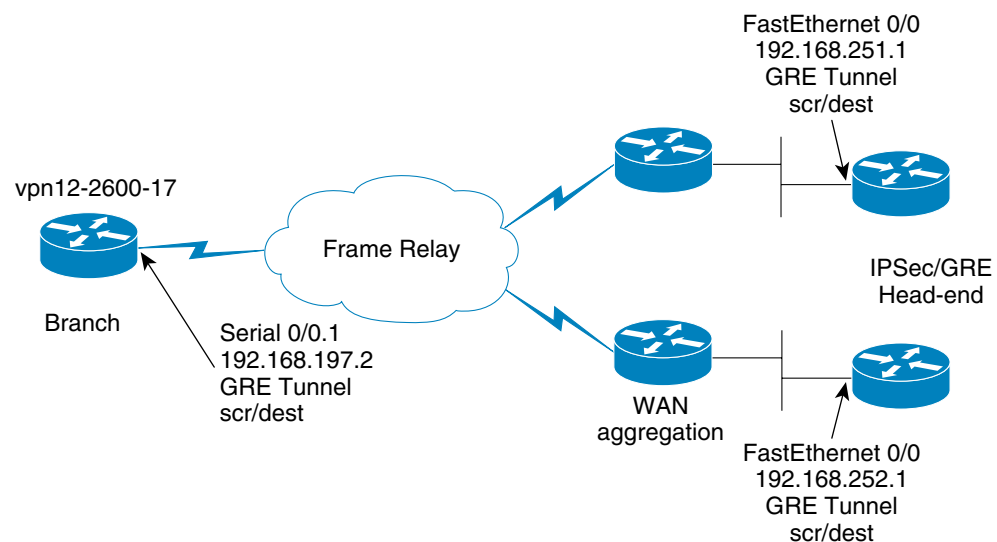 FastEthernet 0/0
192.168.251.1
GRE Tunnel
scr/dest
vpn12-2600-17
Frame Relay
IPSec/GRE
Head-end
Branch
Serial 0/0.1
192.168.197.2
GRE Tunnel
scr/dest
WAN
aggregation
FastEthernet 0/0
192.168.252.1
GRE Tunnel
scr/dest